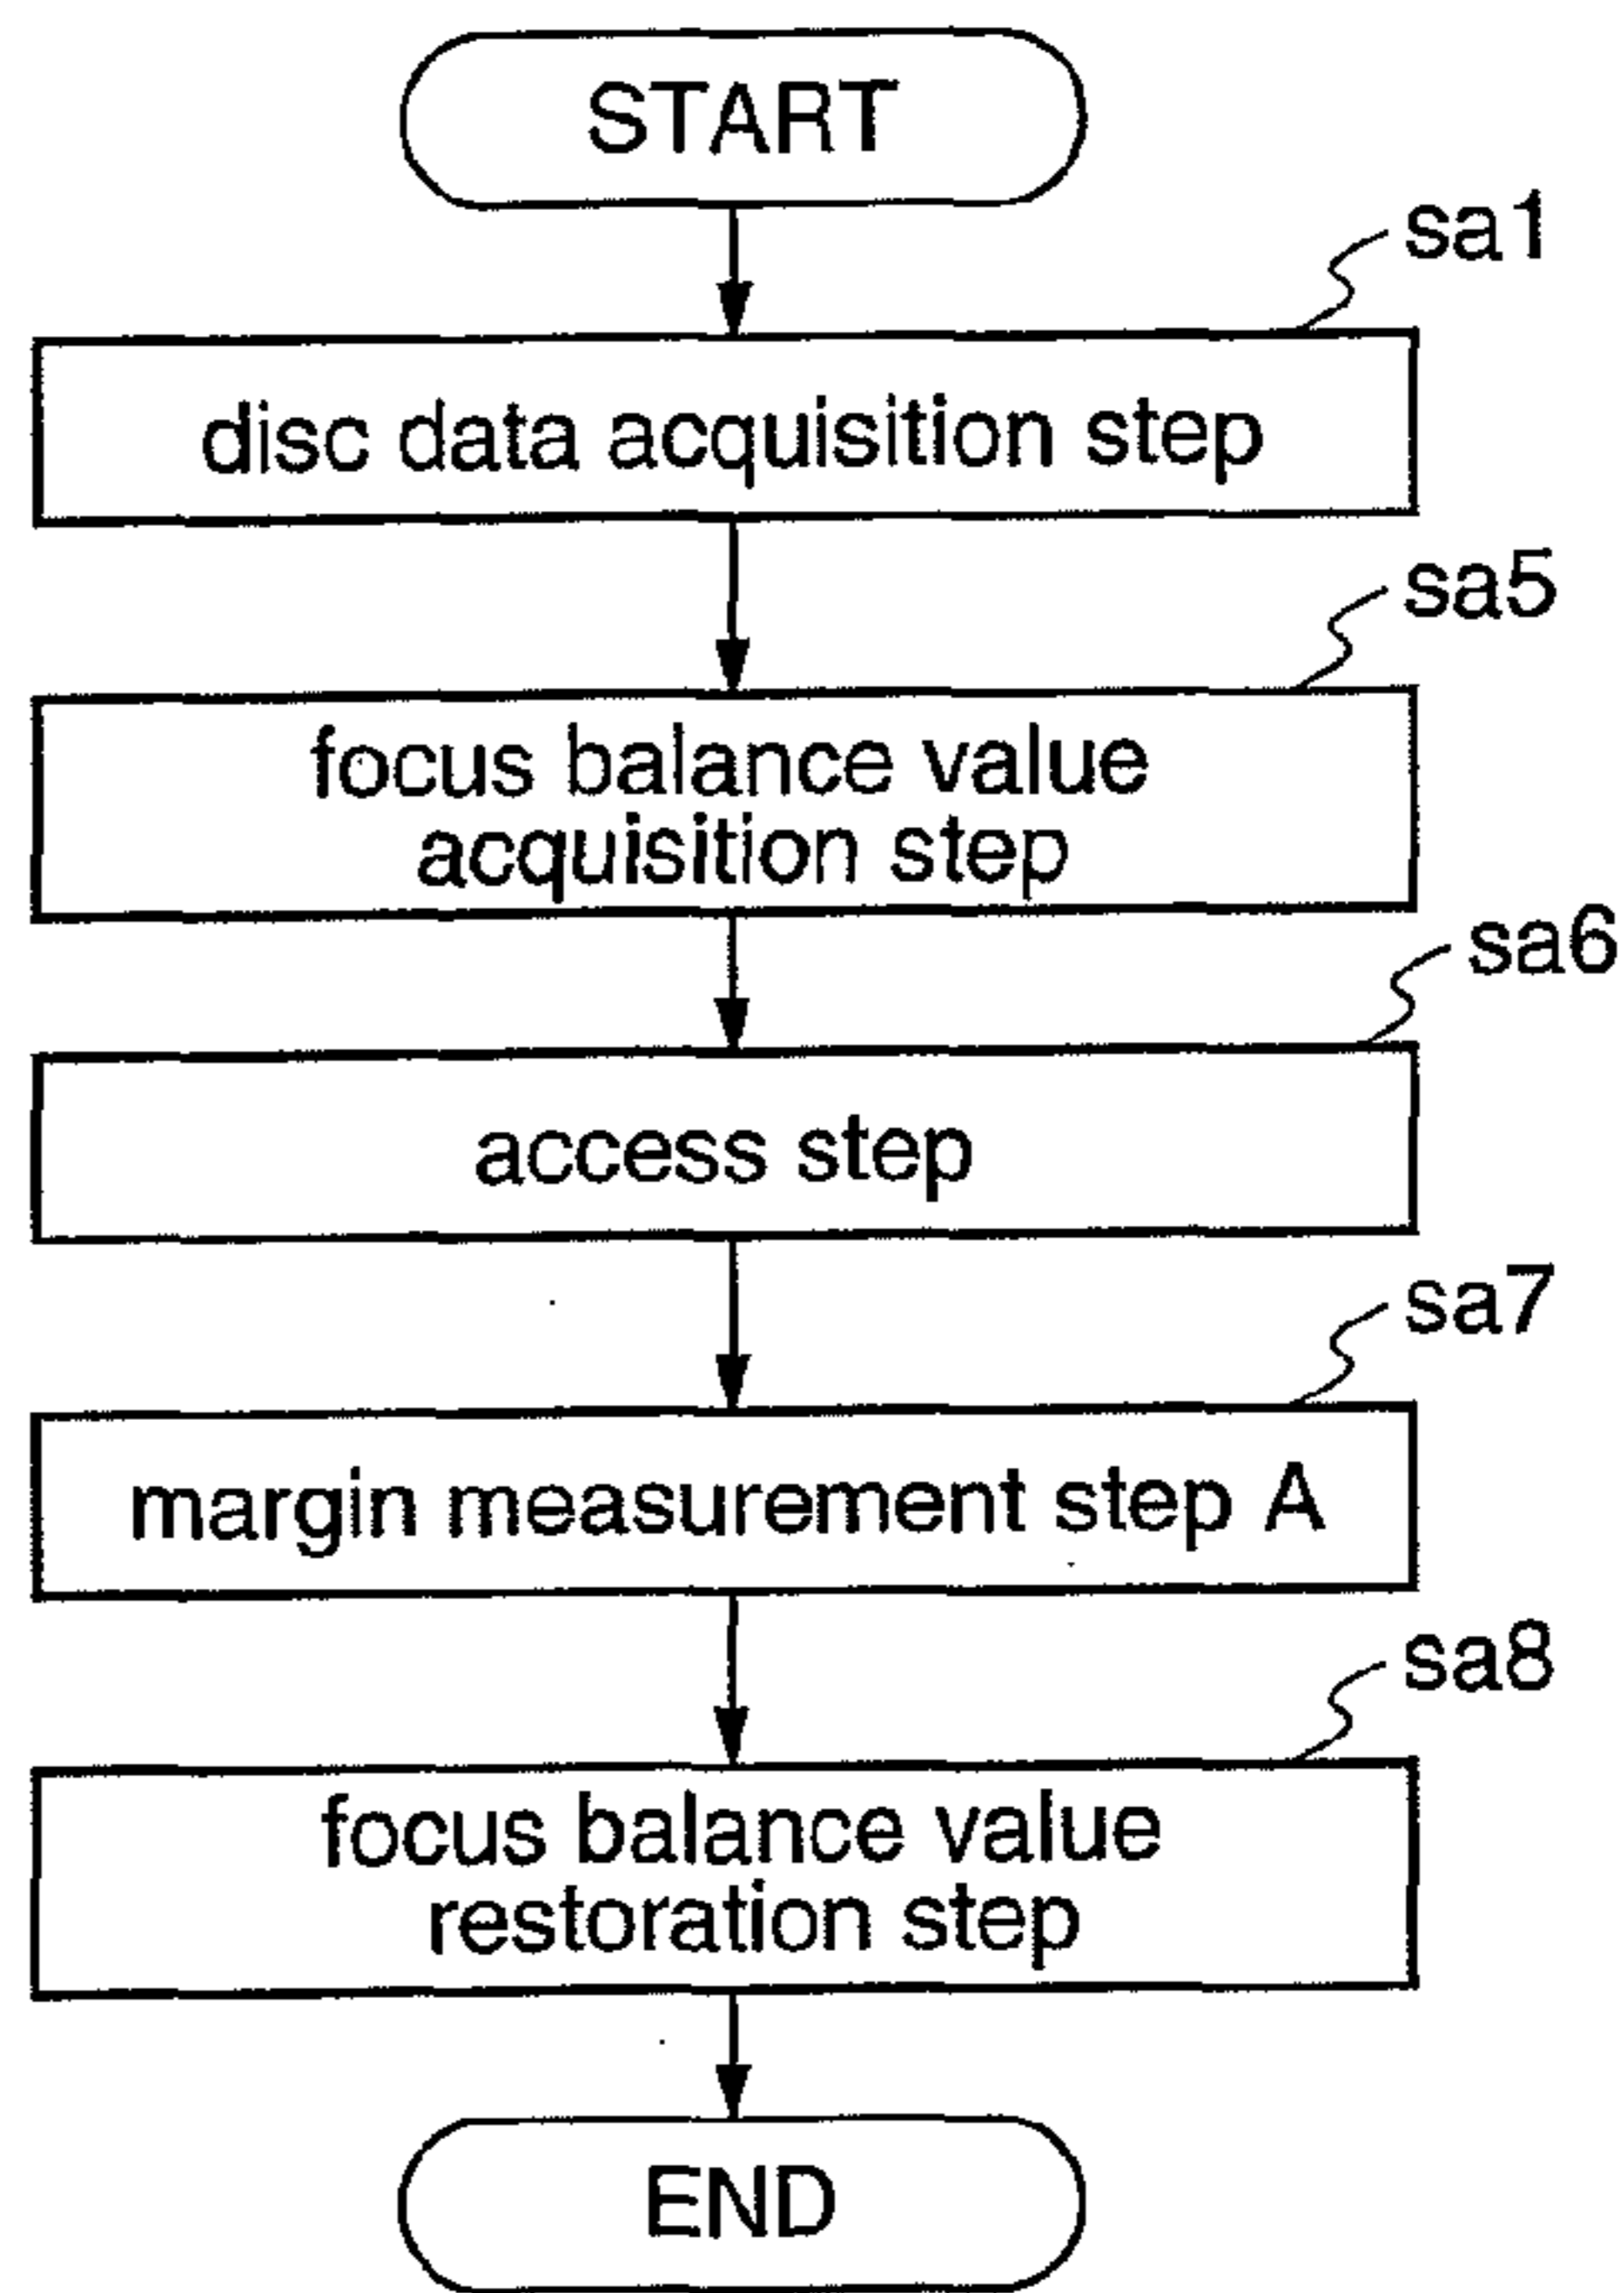 START
sa1
disc data acquisition step
sa5
focus balance value
acquisition step
sa6
access step
sa7
margin measurement step A
sa8
focus balance value
restoration step
END